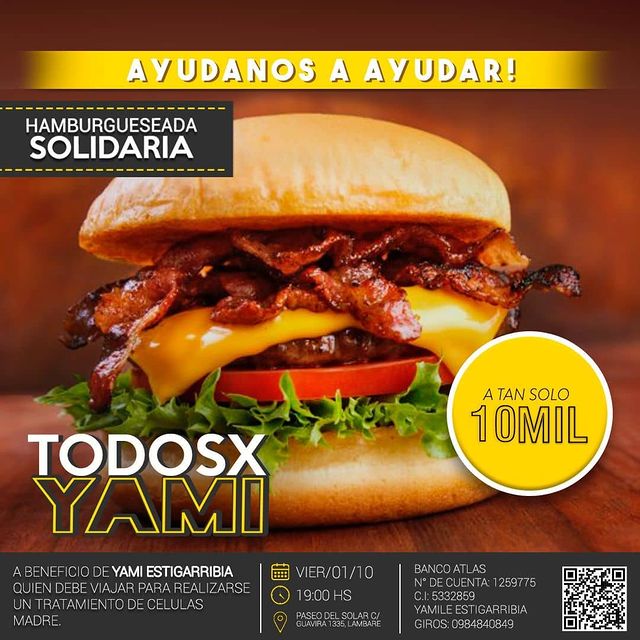 AYUDANOS A AYUDAR!
HAMBURGUESEADA
SOLIDARIA
A TAN SOLO
10MIL
TODOSX
YAMI
A BENEFICIO DE YAMI ESTIGARRIBIA
QUIEN DEBE VIAJAR PARA REALIZARSE
UN TRATAMIENTO DE CELULAS
MADRE.
VIER/01/10
19:00 HS
PASEO DEL SOLAR C/
GUAVIRA 1335, LAMBARE
BANCO ATLAS
N° DE CUENTA: 1259775
C.I: 5332859
YAMILE ESTIGARRIBIA
GIROS: 0984840849